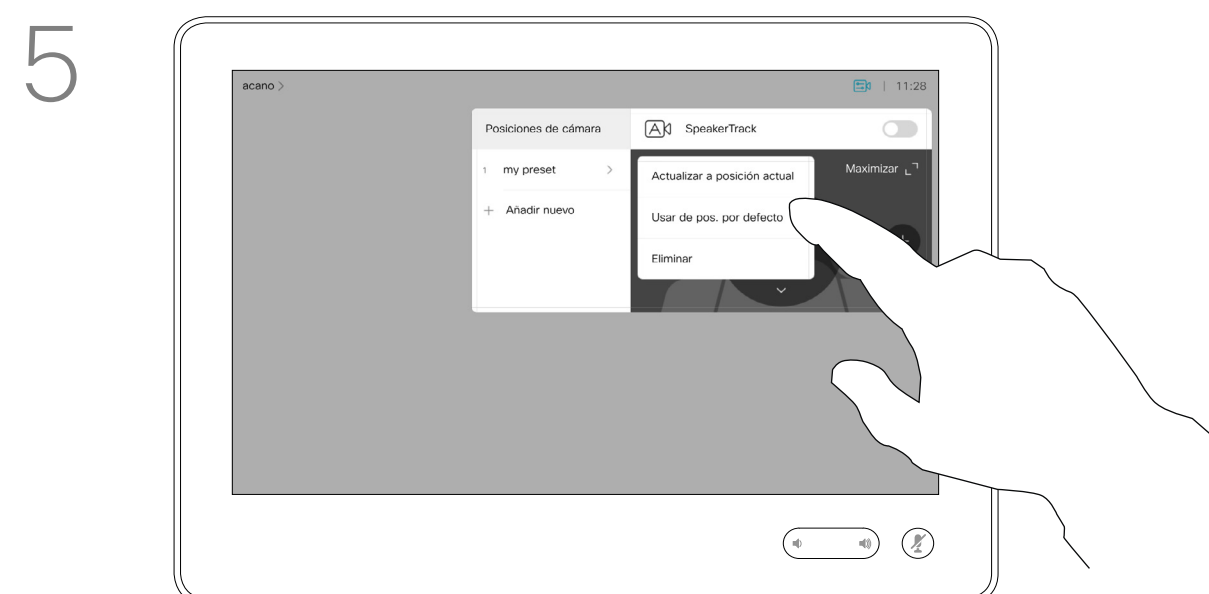 5
acano >
11:28
Posiciones de cámara
SpeakerTrack
1 my preset >
Maximizar
Actualizar a posición actual
+ Añadir nuevo
Usar de pos. por defecto
Eliminar